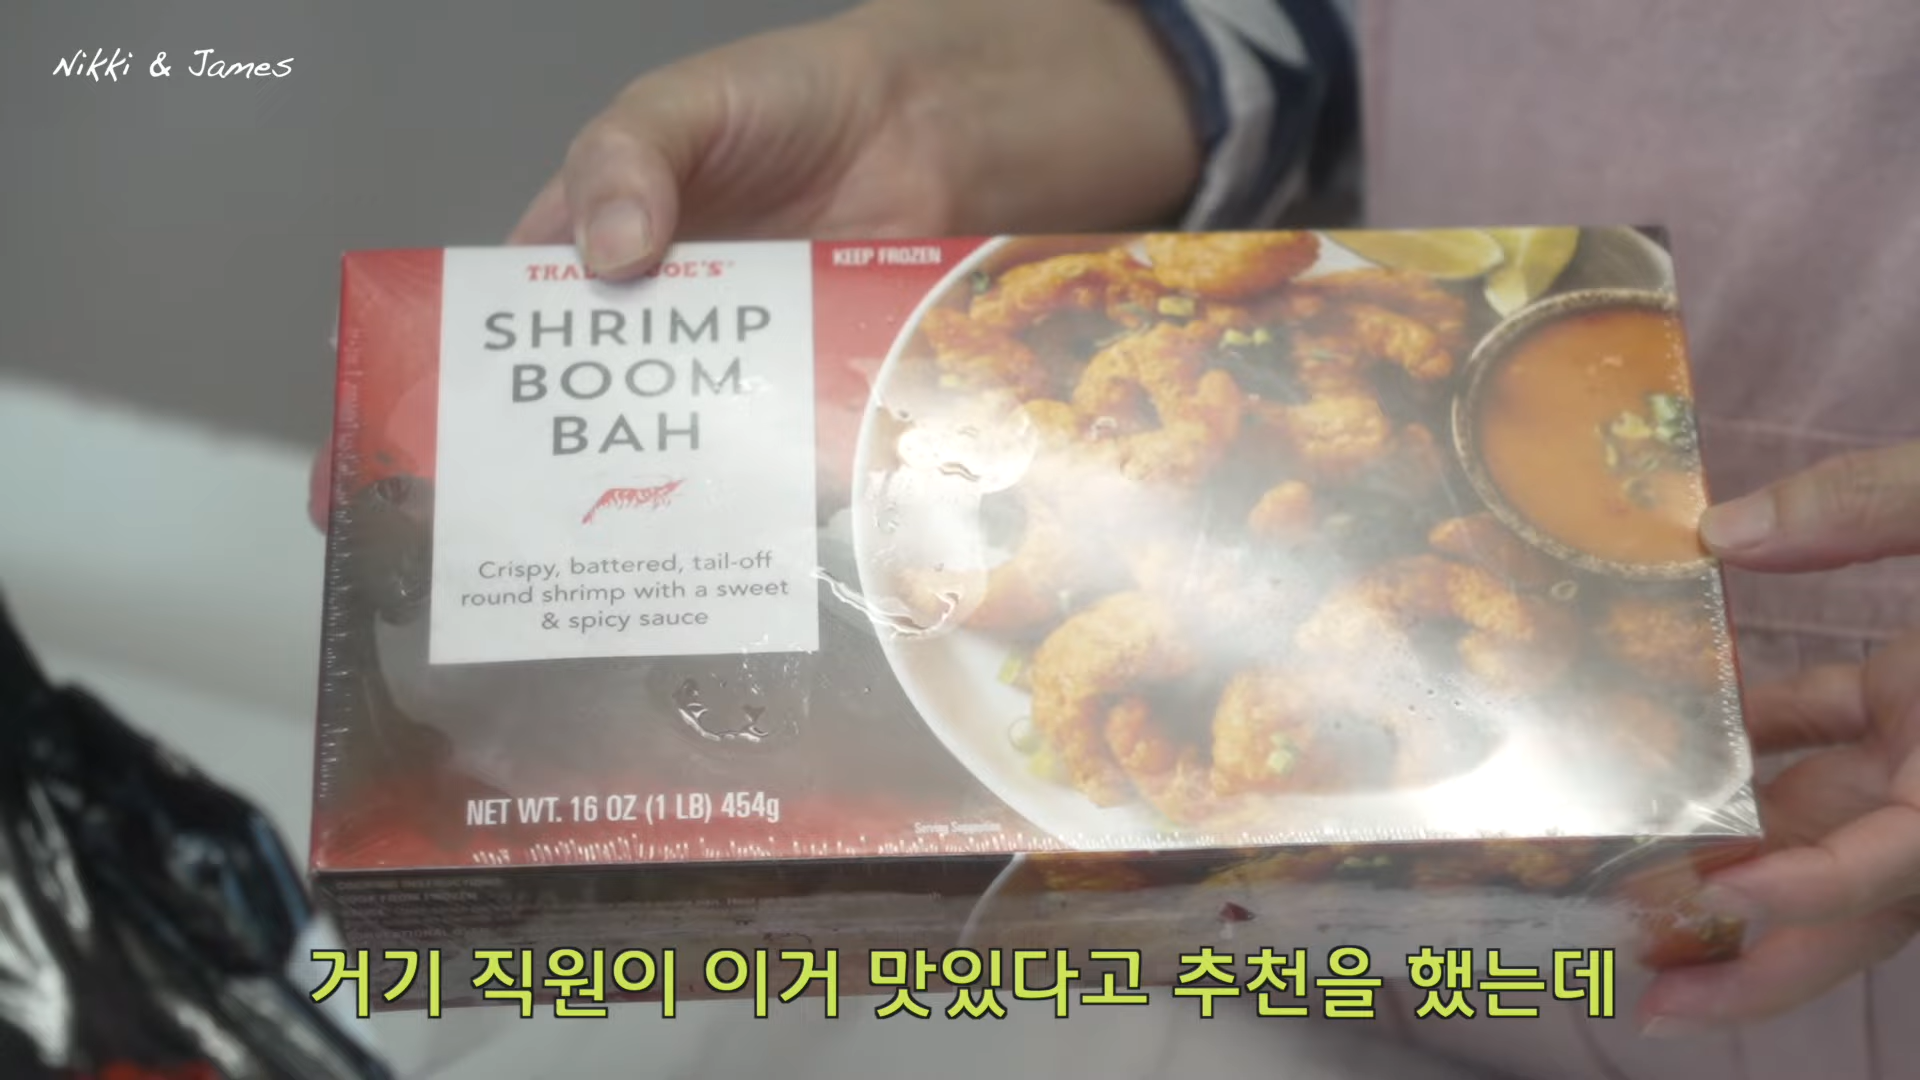 Nikki & James
KEEP FROZEN
SHRIMP
BOOM
BAH
Crispy, battered, tail-off
round shrimp with a sweet
& spicy sauce
NET WT. 16 OZ (1 LB) 454g
Serving Suggestion
거기 직원이 이거 맛있다고 추천을 했는데